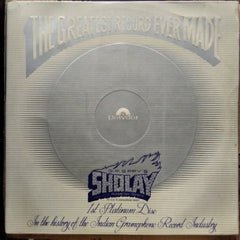 THE GREATEST RECORD EVER MADE
Polydor
G.P. SIPPY'S
SHOLAY
1st Platinum Disc
In the history of the Indian Gramophone Record Industry